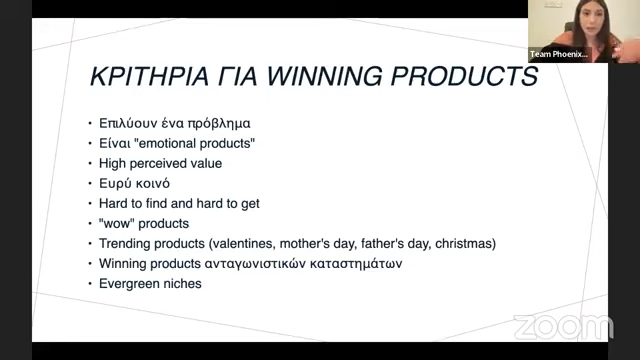 Team Phoenix...
ΚΡΙΤΗΡΙΑ ΓΙΑ WINNING PRODUCTS
• Επιλύουν ένα πρόβλημα
• Είναι "emotional products"
• High perceived value
• Ευρύ κοινό
• Hard to find and hard to get
• "wow" products
• Trending products (valentines, mother's day, father's day, christmas)
• Winning products ανταγωνιστικών καταστημάτων
• Evergreen niches
zoom